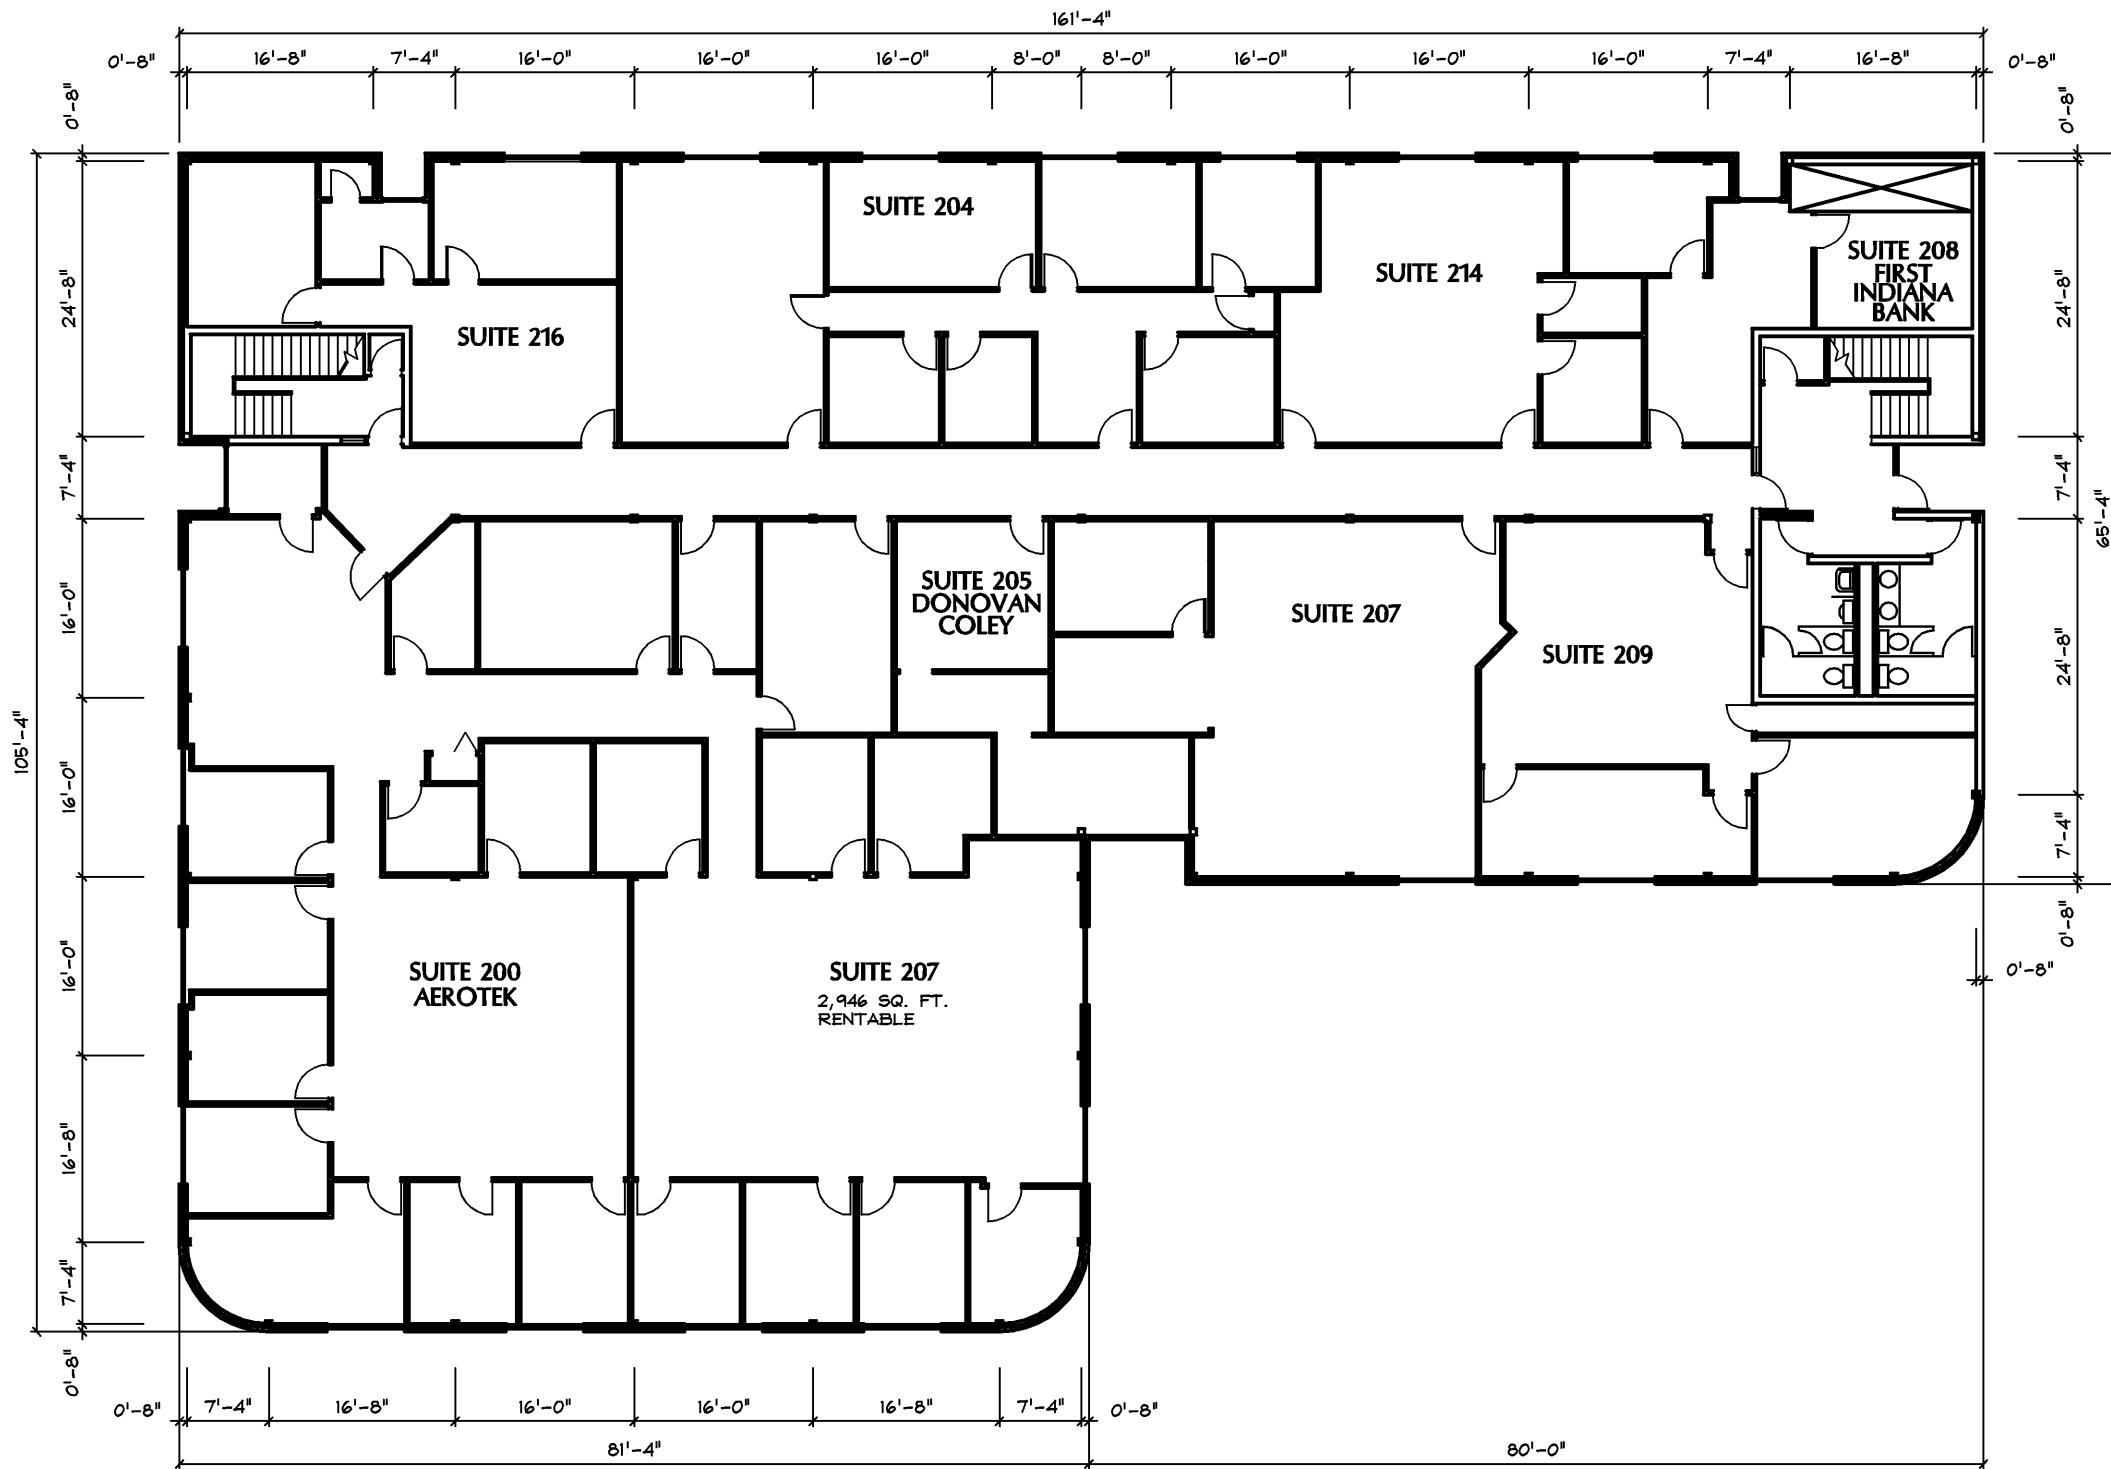 161'-4"
0'-8"
16'-8"
7'-4"
16'-0"
16'-0"
16'-0"
8'-0"
8'-0"
16'-0"
16'-0"
16'-0"
7'-4"
16'-8"
0'-8"
0'-8"
0'-8"
SUITE 204
SUITE 214
SUITE 208
FIRST
INDIANA
BANK
24'-8"
24'-8"
SUITE 216
7'-4"
7'-4"
65'-4"
16'-0"
SUITE 205
DONOVAN
COLEY
SUITE 207
SUITE 209
24'-8"
105'-4"
16'-0"
7'-4"
16'-0"
0'-8"
0'-8"
SUITE 200
AEROTEK
SUITE 207
2,946 SQ. FT.
RENTABLE
16'-8"
7'-4"
0'-8"
0'-8"
7'-4"
16'-8"
16'-0"
16'-0"
16'-8"
7'-4"
0'-8"
81'-4"
80'-0"